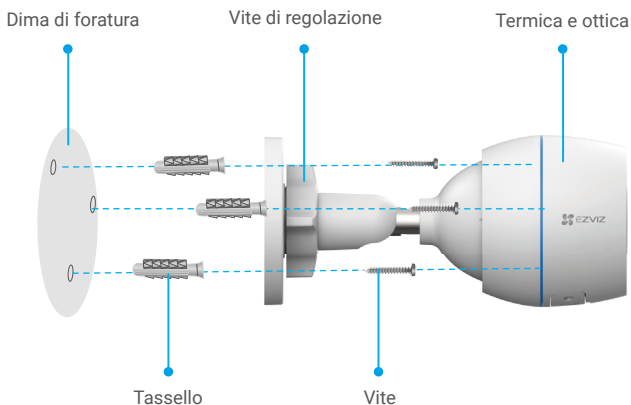 Dima di foratura
Vite di regolazione
Termica e ottica
EZVIZ
Tassello
Vite